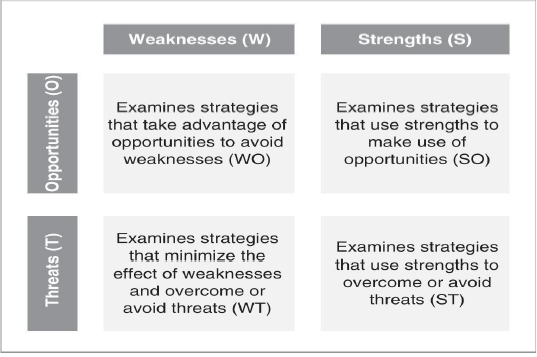 Weaknesses (W)
Strengths (S)
Opportunities (O)
Examines strategies
that take advantage of
opportunities to avoid
weaknesses (WO)
Examines strategies
that use strengths to
make use of
opportunities (SO)
Threats (T)
Examines strategies
that minimize the
effect of weaknesses
and overcome or
avoid threats (WT)
Examines strategies
that use strengths to
overcome or avoid
threats (ST)